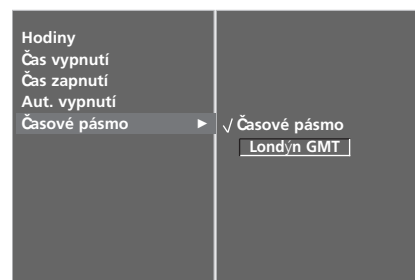 Hodiny
Čas vypnutí
Čas zapnutí
Aut. vypnutí
Časové pásmo ► √ Časové pásmo
Londýn GMT